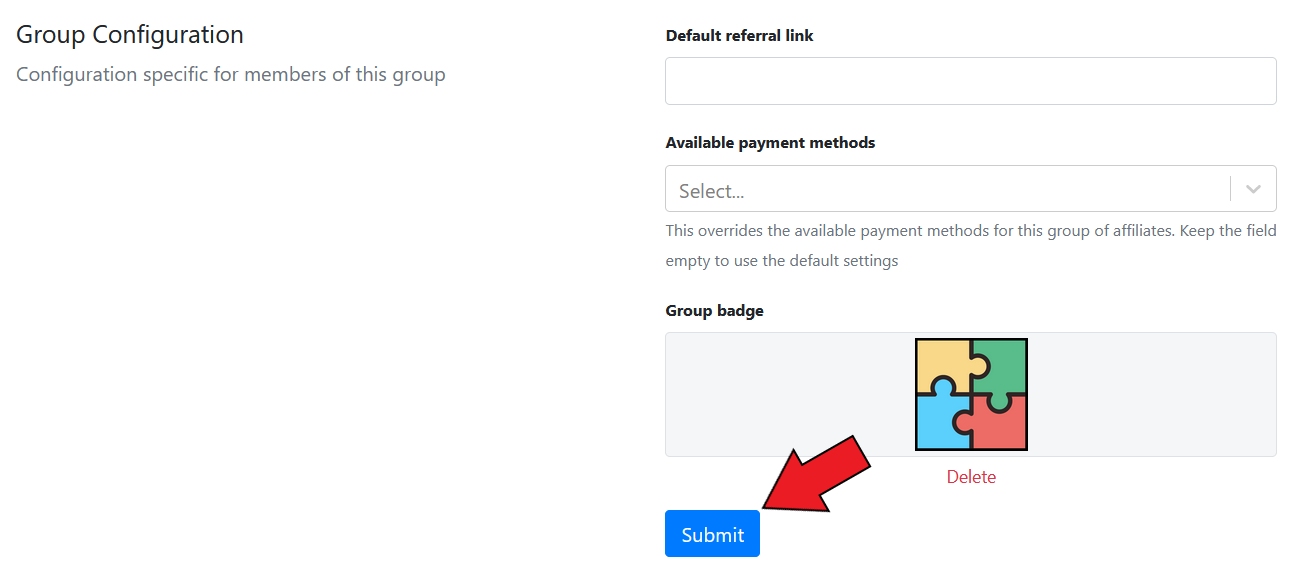 Group Configuration
Configuration specific for members of this group
Default referral link
Available payment methods
Select...
This overrides the available payment methods for this group of affiliates. Keep the field
empty to use the default settings
Group badge
Delete
Submit